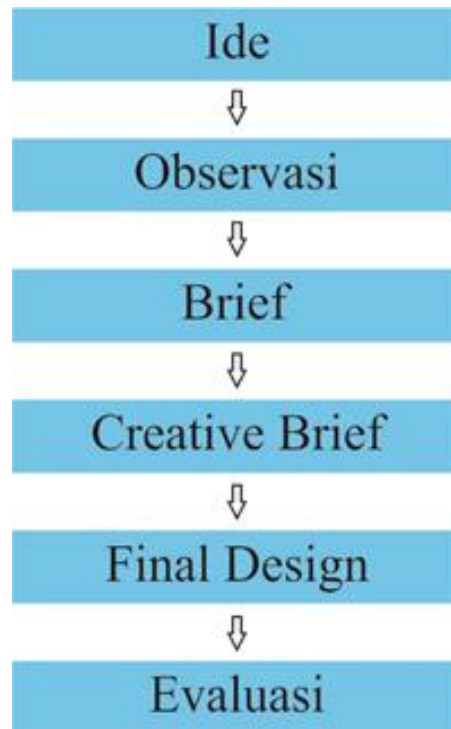 Ide
Observasi
Brief
Creative Brief
Final Design
Evaluasi